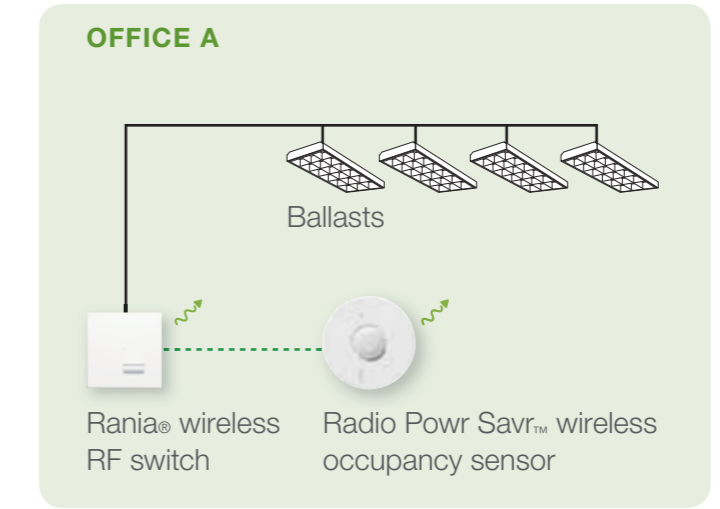 OFFICE A
Ballasts
Rania® wireless
RF switch
Radio Powr Savr™ wireless
occupancy sensor